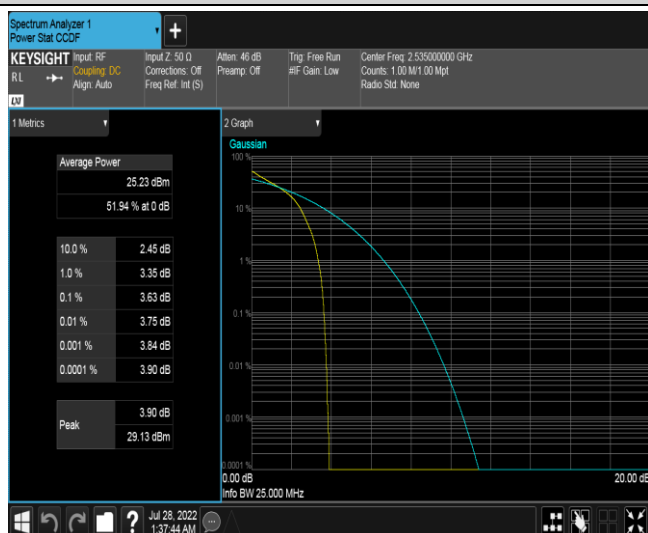 Spectrum Analyzer 1
Power Stat CCDF
+
KEYSIGHT
RL
Input: RF
Coupling: DC
Align: Auto
Input Z: 50 Ω
Corrections: Off
Freq Ref: Int (S)
Atten: 46 dB
Preamp: Off
Trig: Free Run
#IF Gain: Low
Center Freq: 2.535000000 GHz
Counts: 1.00 M/1.00 Mpt
Radio Std: None
LXI
1 Metrics
Average Power
25.23 dBm
51.94 % at 0 dB
10.0 % 2.45 dB
1.0 % 3.35 dB
0.1 % 3.63 dB
0.01 % 3.75 dB
0.001 % 3.84 dB
0.0001 % 3.90 dB
Peak
3.90 dB
29.13 dBm
2 Graph
Gaussian
100 %
10 %
1 %
0.1 %
0.01 %
0.001 %
0.0001 %
0.00 dB 20.00 dB
Info BW 25.000 MHz
?
Jul 28, 2022
1:37:44 AM